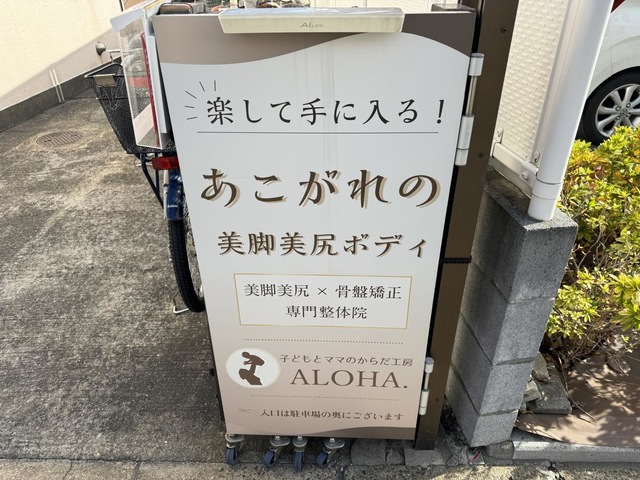 楽して手に入る！
あこがれの
美脚美尻ボディ
美脚美尻 × 骨盤矯正
専門整体院
子どもとママのからだ工房
ALOHA.
入口は駐車場の奥にございます